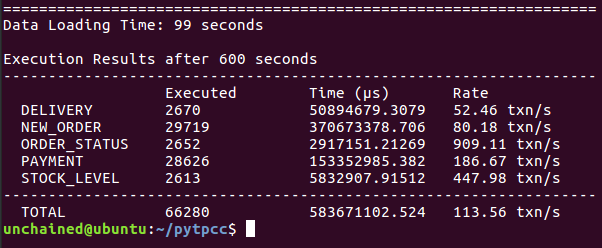 ======================================================================
Data Loading Time: 99 seconds
Execution Results after 600 seconds
----------------------------------------------------------------------
Executed Time (µs) Rate
DELIVERY 2670 50894679.3079 52.46 txn/s
NEW_ORDER 29719 370673378.706 80.18 txn/s
ORDER_STATUS 2652 2917151.21269 909.11 txn/s
PAYMENT 28626 153352985.382 186.67 txn/s
STOCK_LEVEL 2613 5832907.91512 447.98 txn/s
----------------------------------------------------------------------
TOTAL 66280 583671102.524 113.56 txn/s
unchained@ubuntu:~/pytpcc$